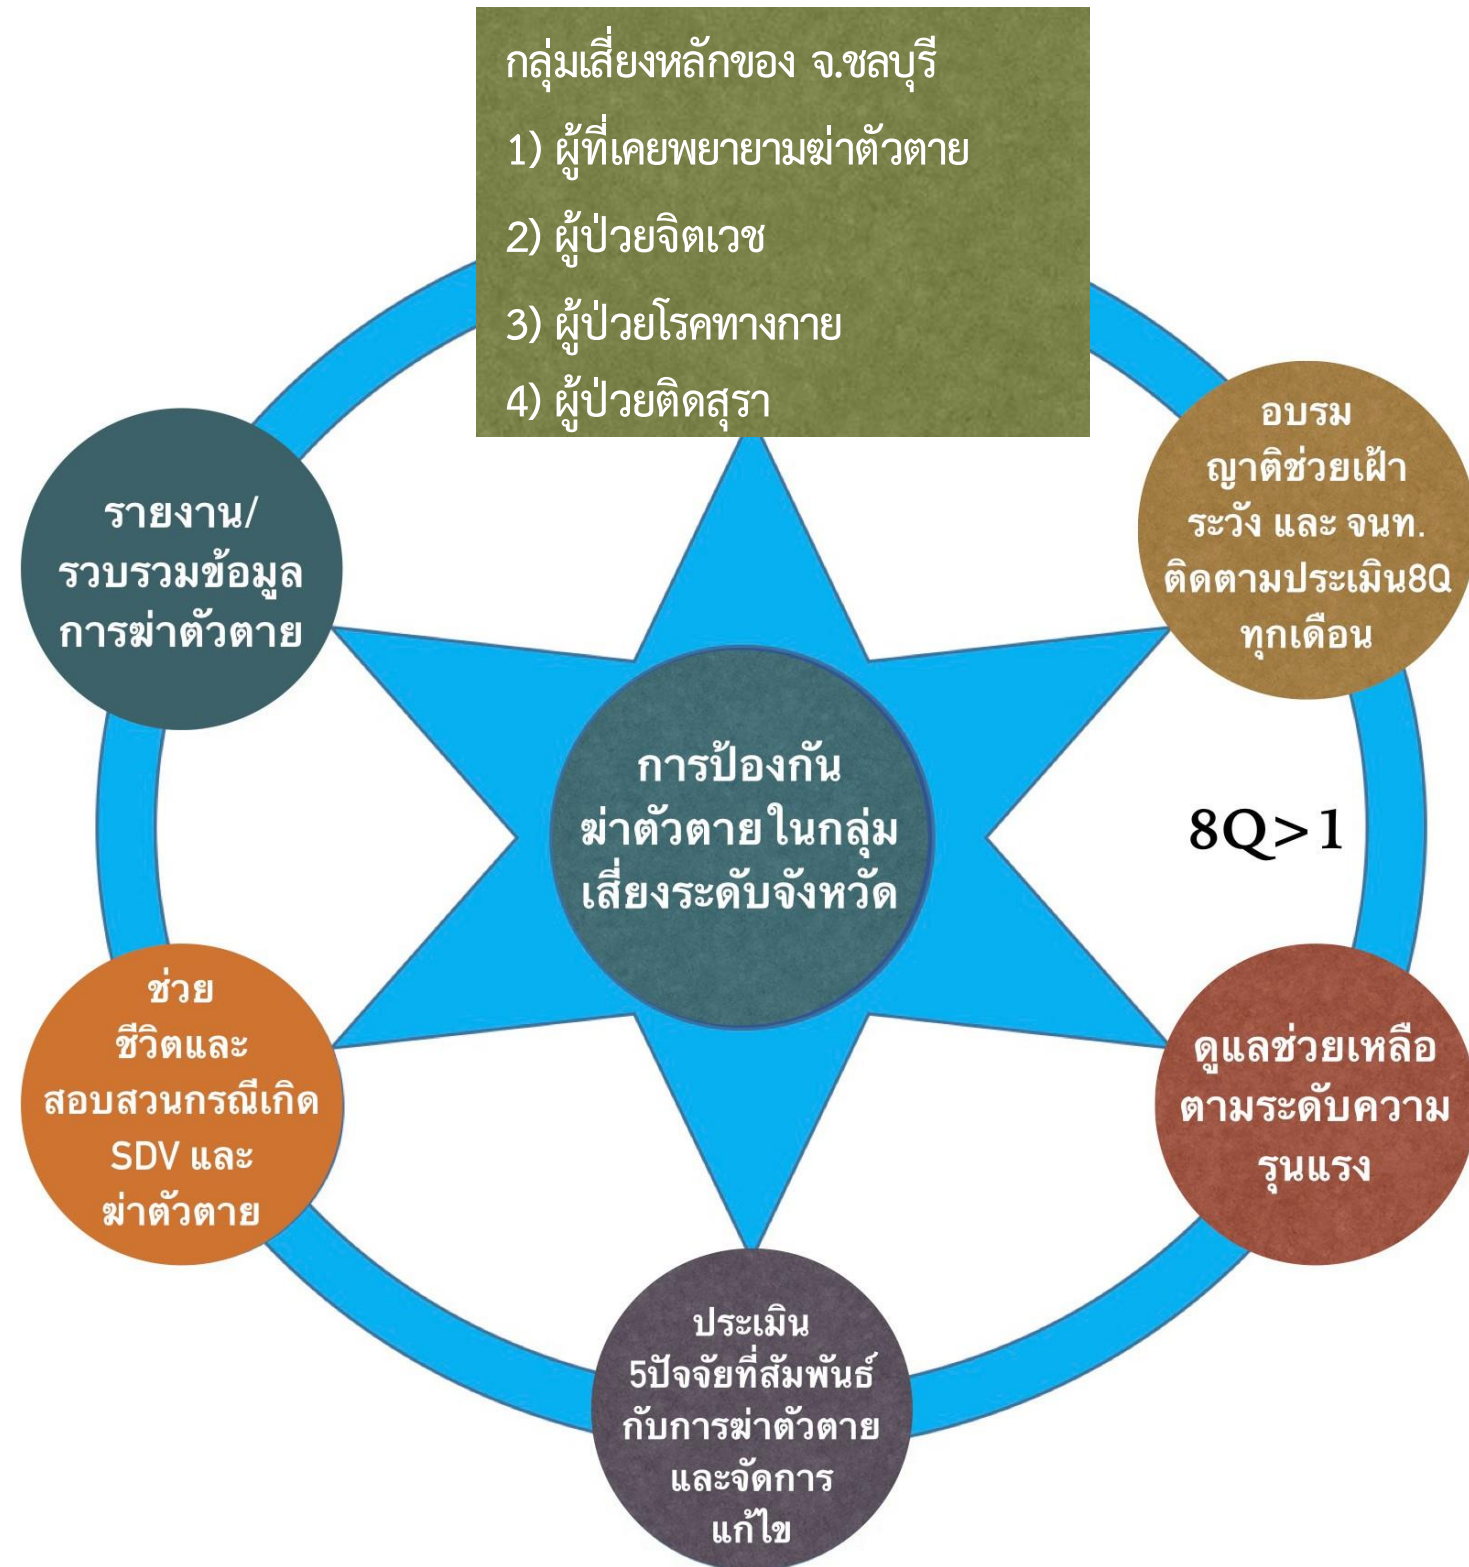 กลุ่มเสี่ยงหลักของ จ.ชลบุรี
1) ผู้ที่เคยพยายามฆ่าตัวตาย
2) ผู้ป่วยจิตเวช
3) ผู้ป่วยโรคทางกาย
4) ผู้ป่วยติดสุรา
อบรม
ญาติช่วยเฝ้า
ระวัง และ จนท.
ติดตามประเมิน8Q
ทุกเดือน
8Q>1
ดูแลช่วยเหลือ
ตามระดับความ
รุนแรง
ประเมิน
5ปัจจัยที่สัมพันธ์
กับการฆ่าตัวตาย
และจัดการ
แก้ไข
ช่วย
ชีวิตและ
สอบสวนกรณีเกิด
SDV และ
ฆ่าตัวตาย
รายงาน/
รวบรวมข้อมูล
การฆ่าตัวตาย
การป้องกัน
ฆ่าตัวตายในกลุ่ม
เสี่ยงระดับจังหวัด